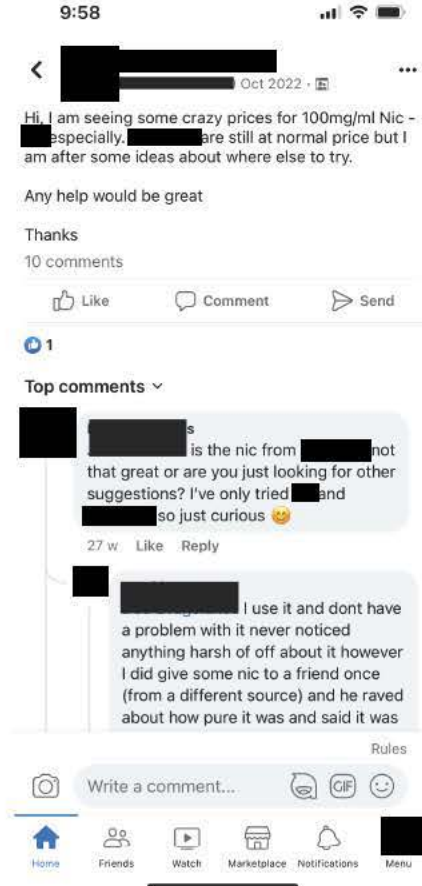 9:58
Oct 2022 ·
Hi, I am seeing some crazy prices for 100mg/ml Nic -
especially. are still at normal price but I
am after some ideas about where else to try.
Any help would be great
Thanks
10 comments
Like Comment Send
1
Top comments
s
is the nic from not
that great or are you just looking for other
suggestions? I've only tried and
so just curious 😊
27 w Like Reply
I use it and dont have
a problem with it never noticed
anything harsh of off about it however
I did give some nic to a friend once
(from a different source) and he raved
about how pure it was and said it was
Rules
Write a comment...
GIF
Home Friends Watch Marketplace Notifications Menu